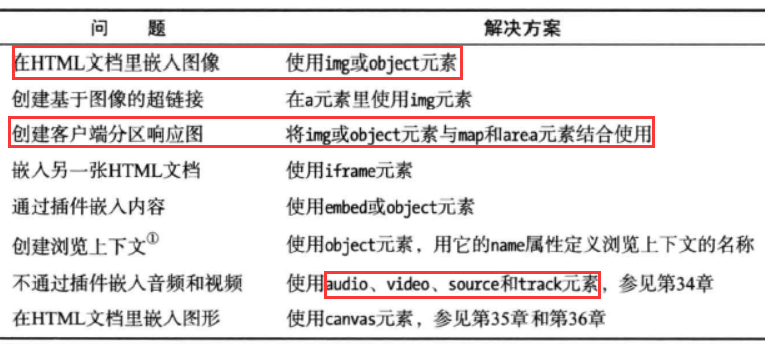 问 题 解决方案
在HTML文档里嵌入图像 使用img或object元素
创建基于图像的超链接 在a元素里使用img元素
创建客户端分区响应图 将img或object元素与map和area元素结合使用
嵌入另一张HTML文档 使用iframe元素
通过插件嵌入内容 使用embed或object元素
创建浏览上下文① 使用object元素，用它的name属性定义浏览上下文的名称
不通过插件嵌入音频和视频 使用audio、video、source和track元素，参见第34章
在HTML文档里嵌入图形 使用canvas元素，参见第35章和第36章